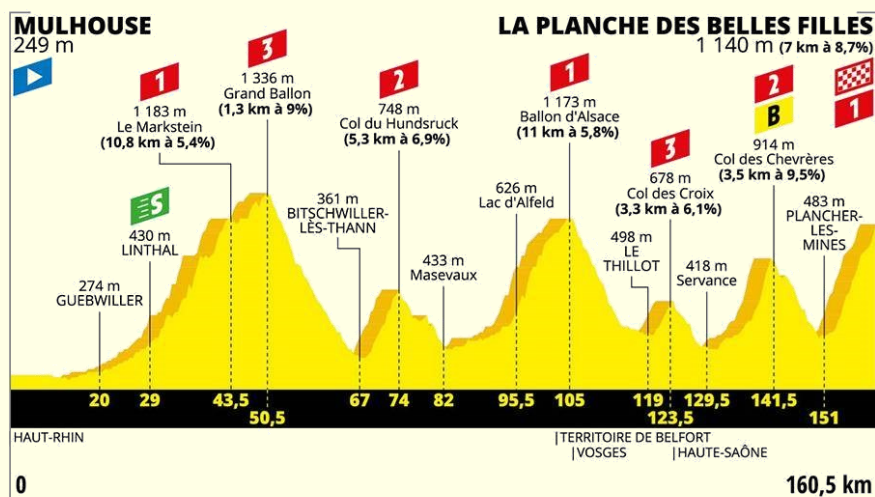 MULHOUSE
249 m
LA PLANCHE DES BELLES FILLES
1 140 m (7 km à 8,7%)
1
1 183 m
Le Markstein
(10,8 km à 5,4%)
3
1 336 m
Grand Ballon
(1,3 km à 9%)
2
748 m
Col du Hundsruck
(5,3 km à 6,9%)
1
1 173 m
Ballon d'Alsace
(11 km à 5,8%)
3
678 m
Col des Croix
(3,3 km à 6,1%)
2
B
914 m
Col des Chevrères
(3,5 km à 9,5%)
1
S
430 m
LINTHAL
274 m
GUEBWILLER
361 m
BITSCHWILLER-
LÈS-THANN
433 m
Masevaux
626 m
Lac d'Alfeld
498 m
LE
THILLOT
418 m
Servance
483 m
PLANCHER-
LES-
MINES
20 29 43,5 67 74 82 95,5 105 119 129,5 141,5
50,5 123,5 151
HAUT-RHIN
|TERRITOIRE DE BELFORT
|VOSGES |HAUTE-SAÔNE
0 160,5 km